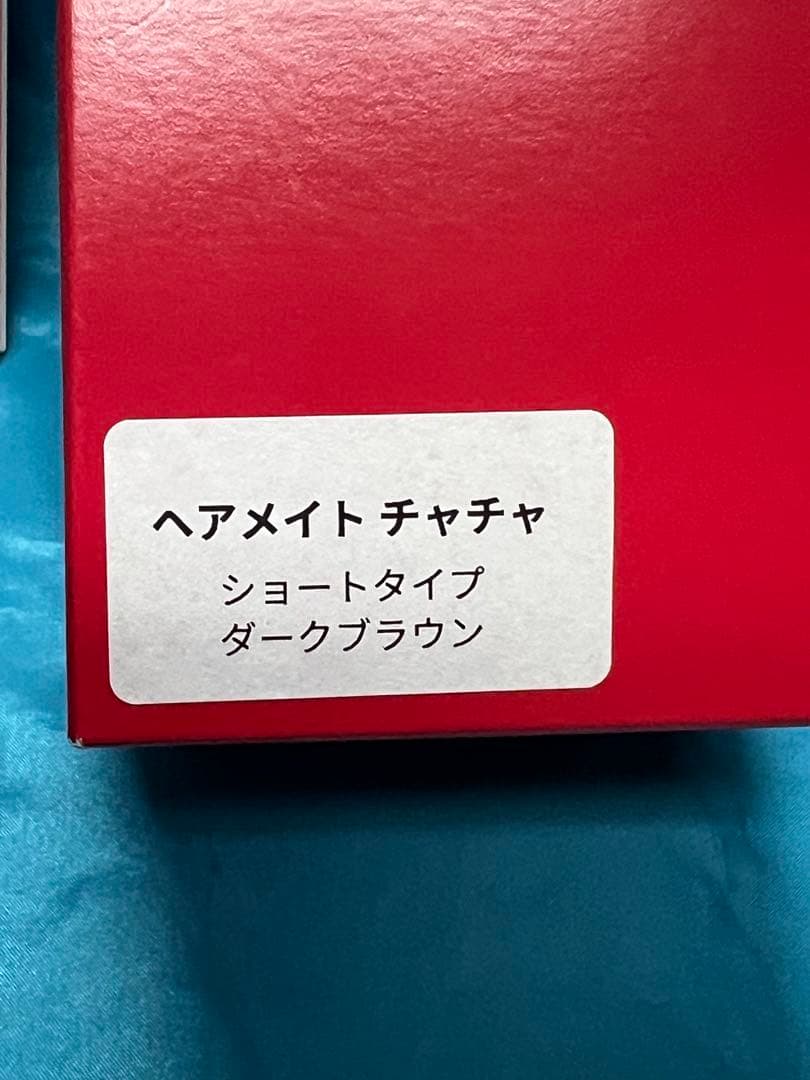 ヘアメイト チャチャ
ショートタイプ
ダークブラウン